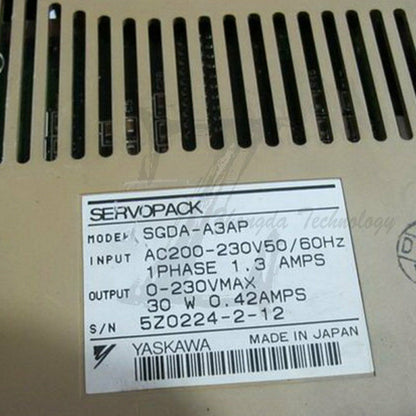 SERVOPACK
MODEL SGDA-A3AP
INPUT AC200-230V50/60Hz
1PHASE 1.3 AMPS
OUTPUT 0-230VMAX
30 W 0.42AMPS
S/N 5Z0224-2-12
YASKAWA MADE IN JAPAN
Technology